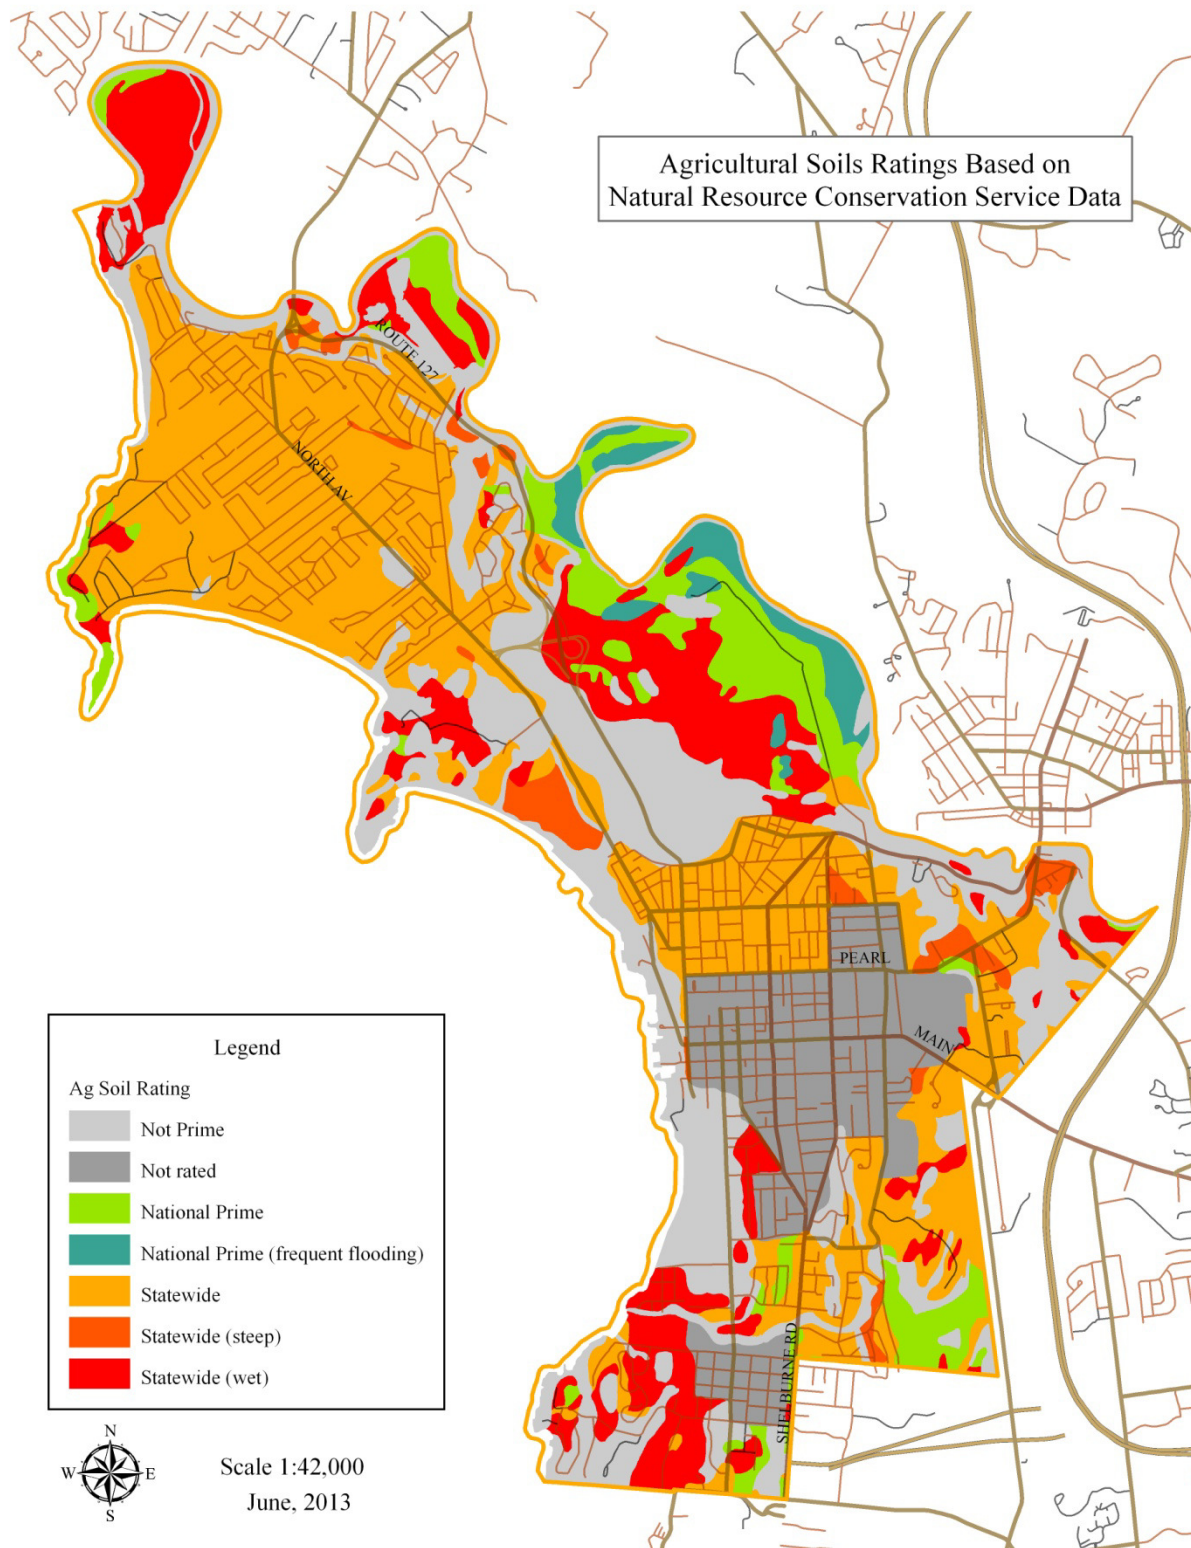 Agricultural Soils Ratings Based on
Natural Resource Conservation Service Data
ROUTE 127
NORTH AV
PEARL
MAIN
SHELBURNE RD
Legend
Ag Soil Rating
Not Prime
Not rated
National Prime
National Prime (frequent flooding)
Statewide
Statewide (steep)
Statewide (wet)
N
W E
S
Scale 1:42,000
June, 2013